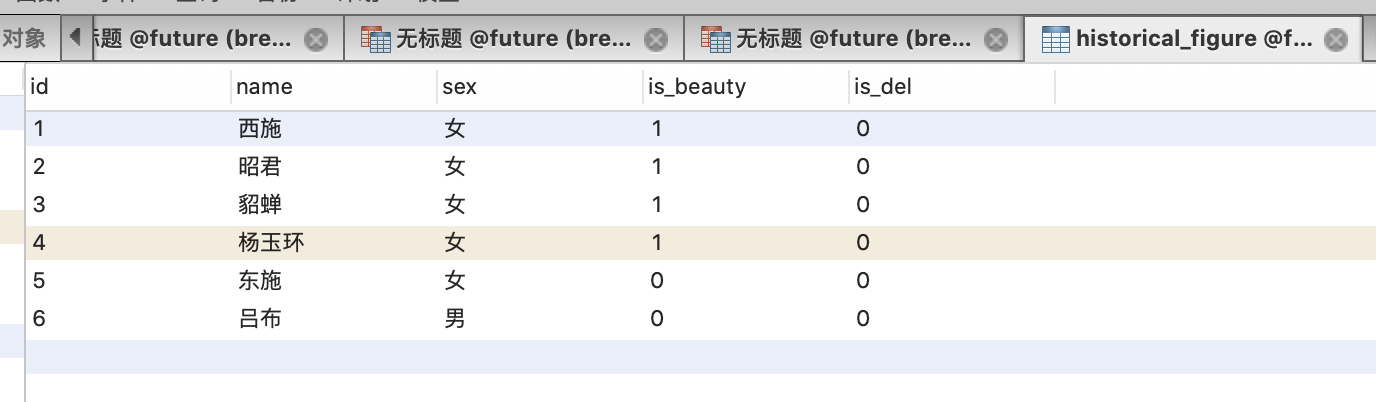 对象 标题 @future (bre... 无标题 @future (bre... 无标题 @future (bre... historical_figure @f...
id name sex is_beauty is_del
1 西施 女 1 0
2 昭君 女 1 0
3 貂蝉 女 1 0
4 杨玉环 女 1 0
5 东施 女 0 0
6 吕布 男 0 0